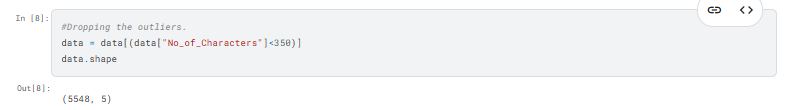 In [8]:
#Dropping the outliers.
data = data[(data["No_of_Characters"]<350)]
data.shape
Out[8]:
(5548, 5)